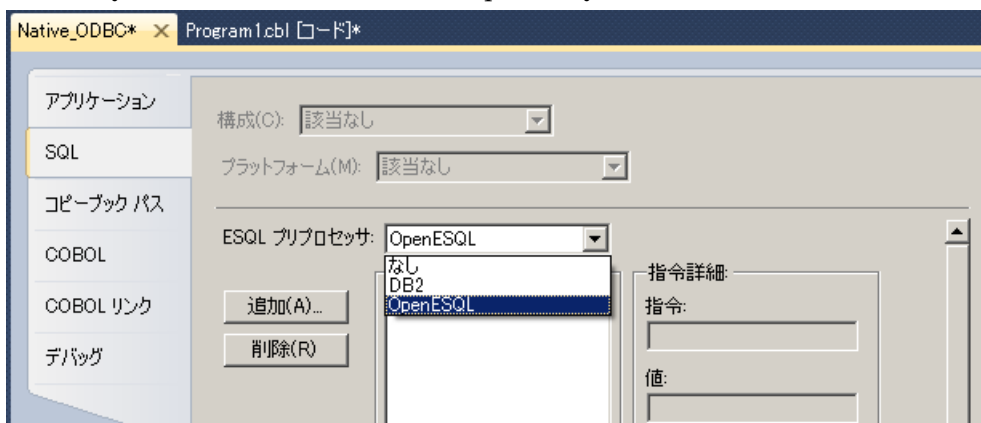 Native_ODBC* × Program1.cbl [コード]*
アプリケーション
SQL
コピーブック パス
COBOL
COBOL リンク
デバッグ
構成(C): 該当なし
プラットフォーム(M): 該当なし
ESQL プリプロセッサ: OpenESQL
なし
DB2
OpenESQL
追加(A)...
削除(R)
指令詳細:
指令:
値: